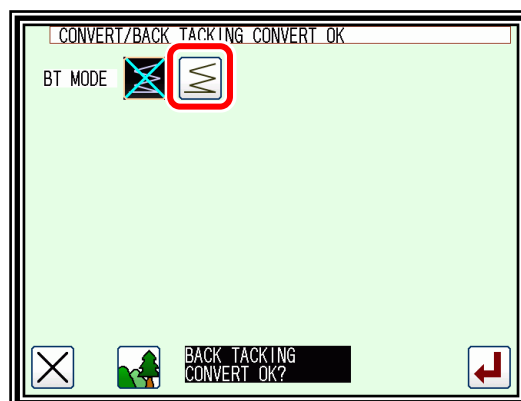 CONVERT/BACK TACKING CONVERT OK
BT MODE
BACK TACKING
CONVERT OK?